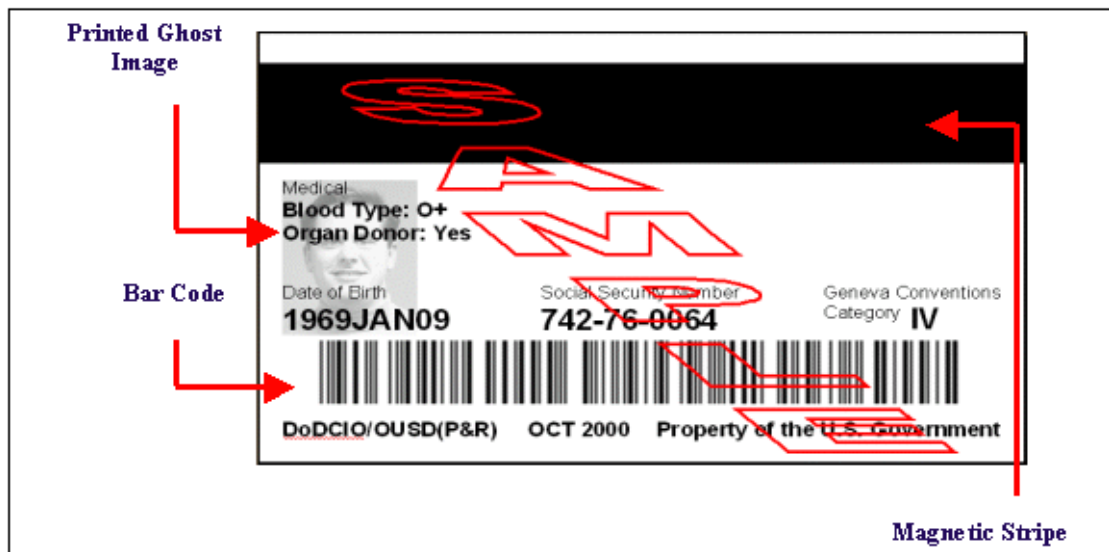 Printed Ghost
Image
SAMPLE
Medical
Blood Type: O+
Organ Donor: Yes
Bar Code
Date of Birth
Social Security Number
Geneva Conventions
1969JAN09
742-76-0064
Category IV
DoDCIO/OUSD(P&R) OCT 2000 Property of the U.S. Government
Magnetic Stripe